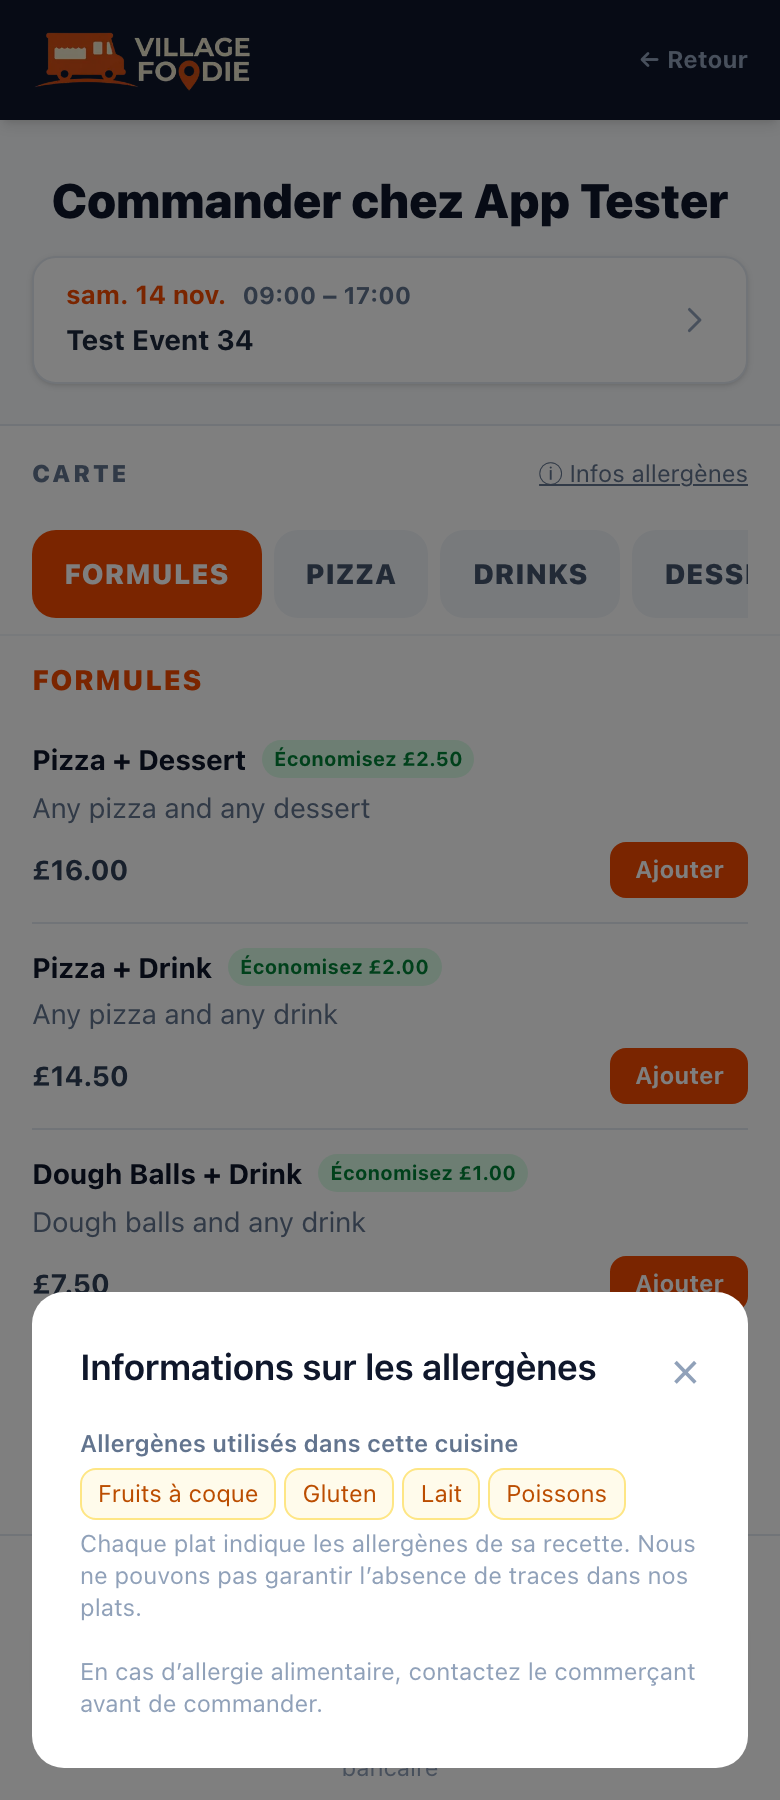 VILLAGE
FOODIE
← Retour
Commander chez App Tester
sam. 14 nov. 09:00 – 17:00
Test Event 34
CARTE
ⓘ Infos allergènes
FORMULES
PIZZA
DRINKS
DESSE
FORMULES
Pizza + Dessert
Économisez £2.50
Any pizza and any dessert
£16.00
Ajouter
Pizza + Drink
Économisez £2.00
Any pizza and any drink
£14.50
Ajouter
Dough Balls + Drink
Économisez £1.00
Dough balls and any drink
£7.50
Ajouter
Informations sur les allergènes
Allergènes utilisés dans cette cuisine
Fruits à coque
Gluten
Lait
Poissons
Chaque plat indique les allergènes de sa recette. Nous
ne pouvons pas garantir l’absence de traces dans nos
plats.
En cas d’allergie alimentaire, contactez le commerçant
avant de commander.
bancaire